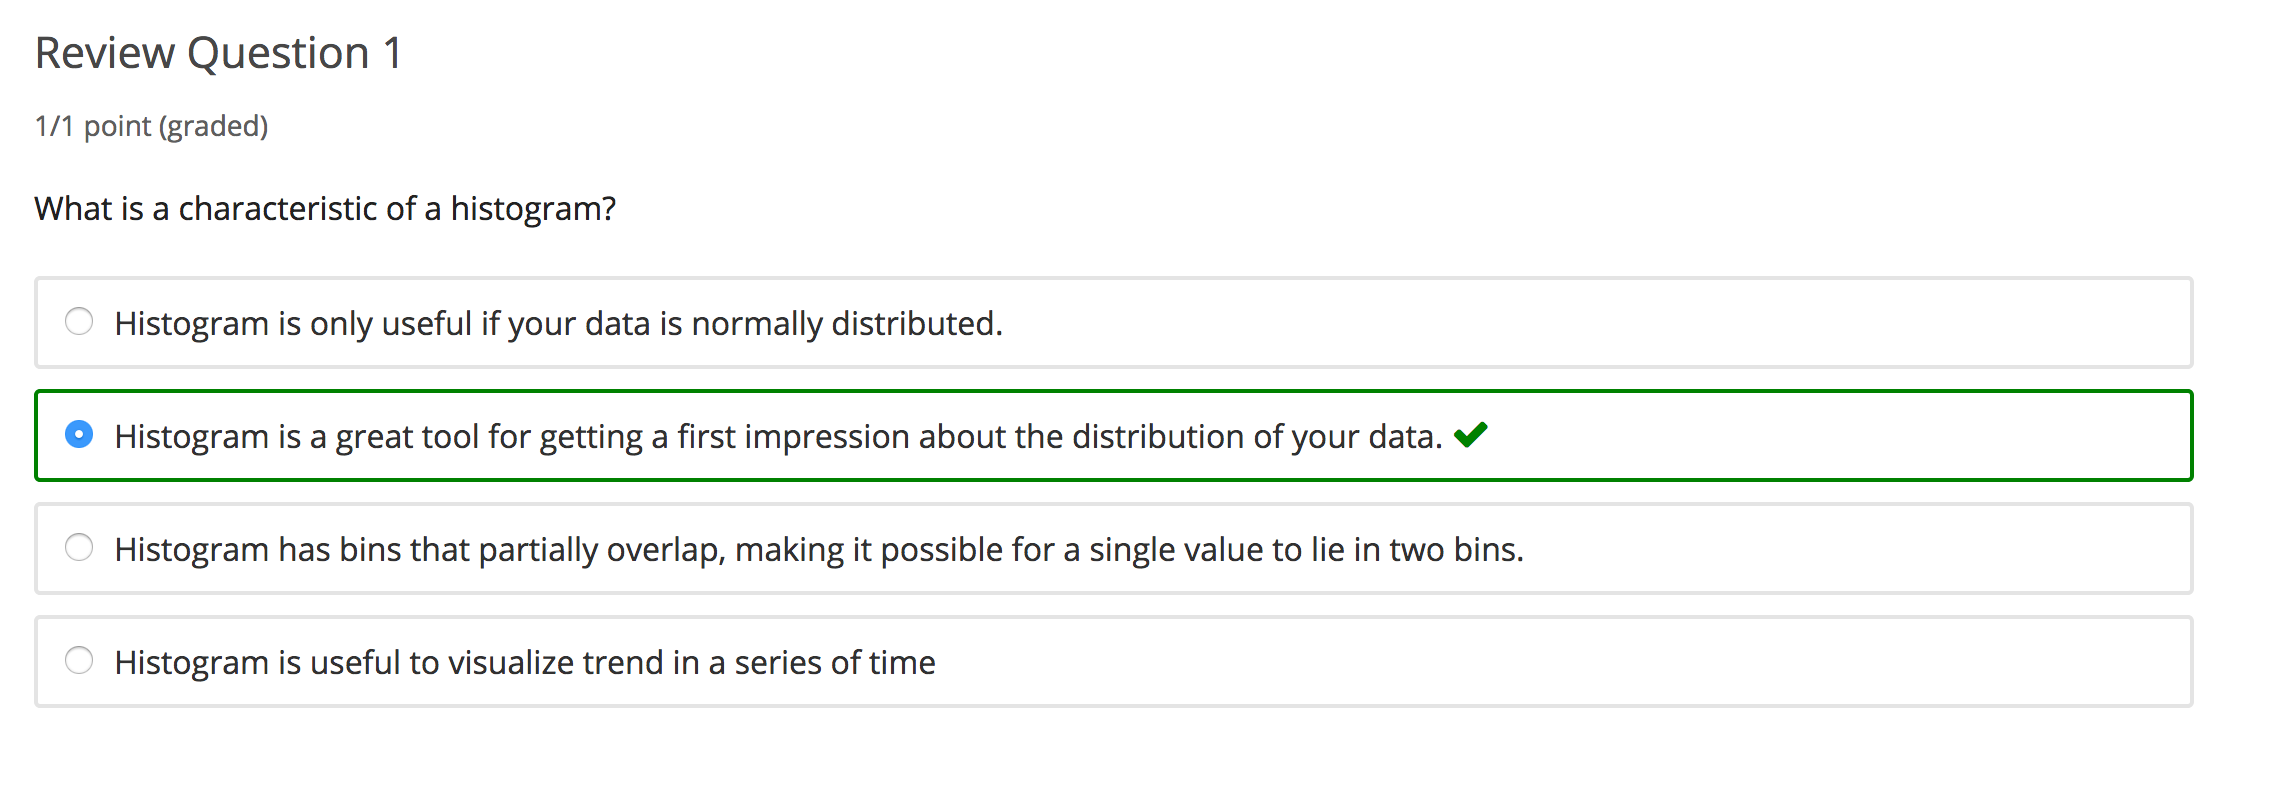 Review Question 1
1/1 point (graded)
What is a characteristic of a histogram?
Histogram is only useful if your data is normally distributed.
Histogram is a great tool for getting a first impression about the distribution of your data.
Histogram has bins that partially overlap, making it possible for a single value to lie in two bins.
Histogram is useful to visualize trend in a series of time